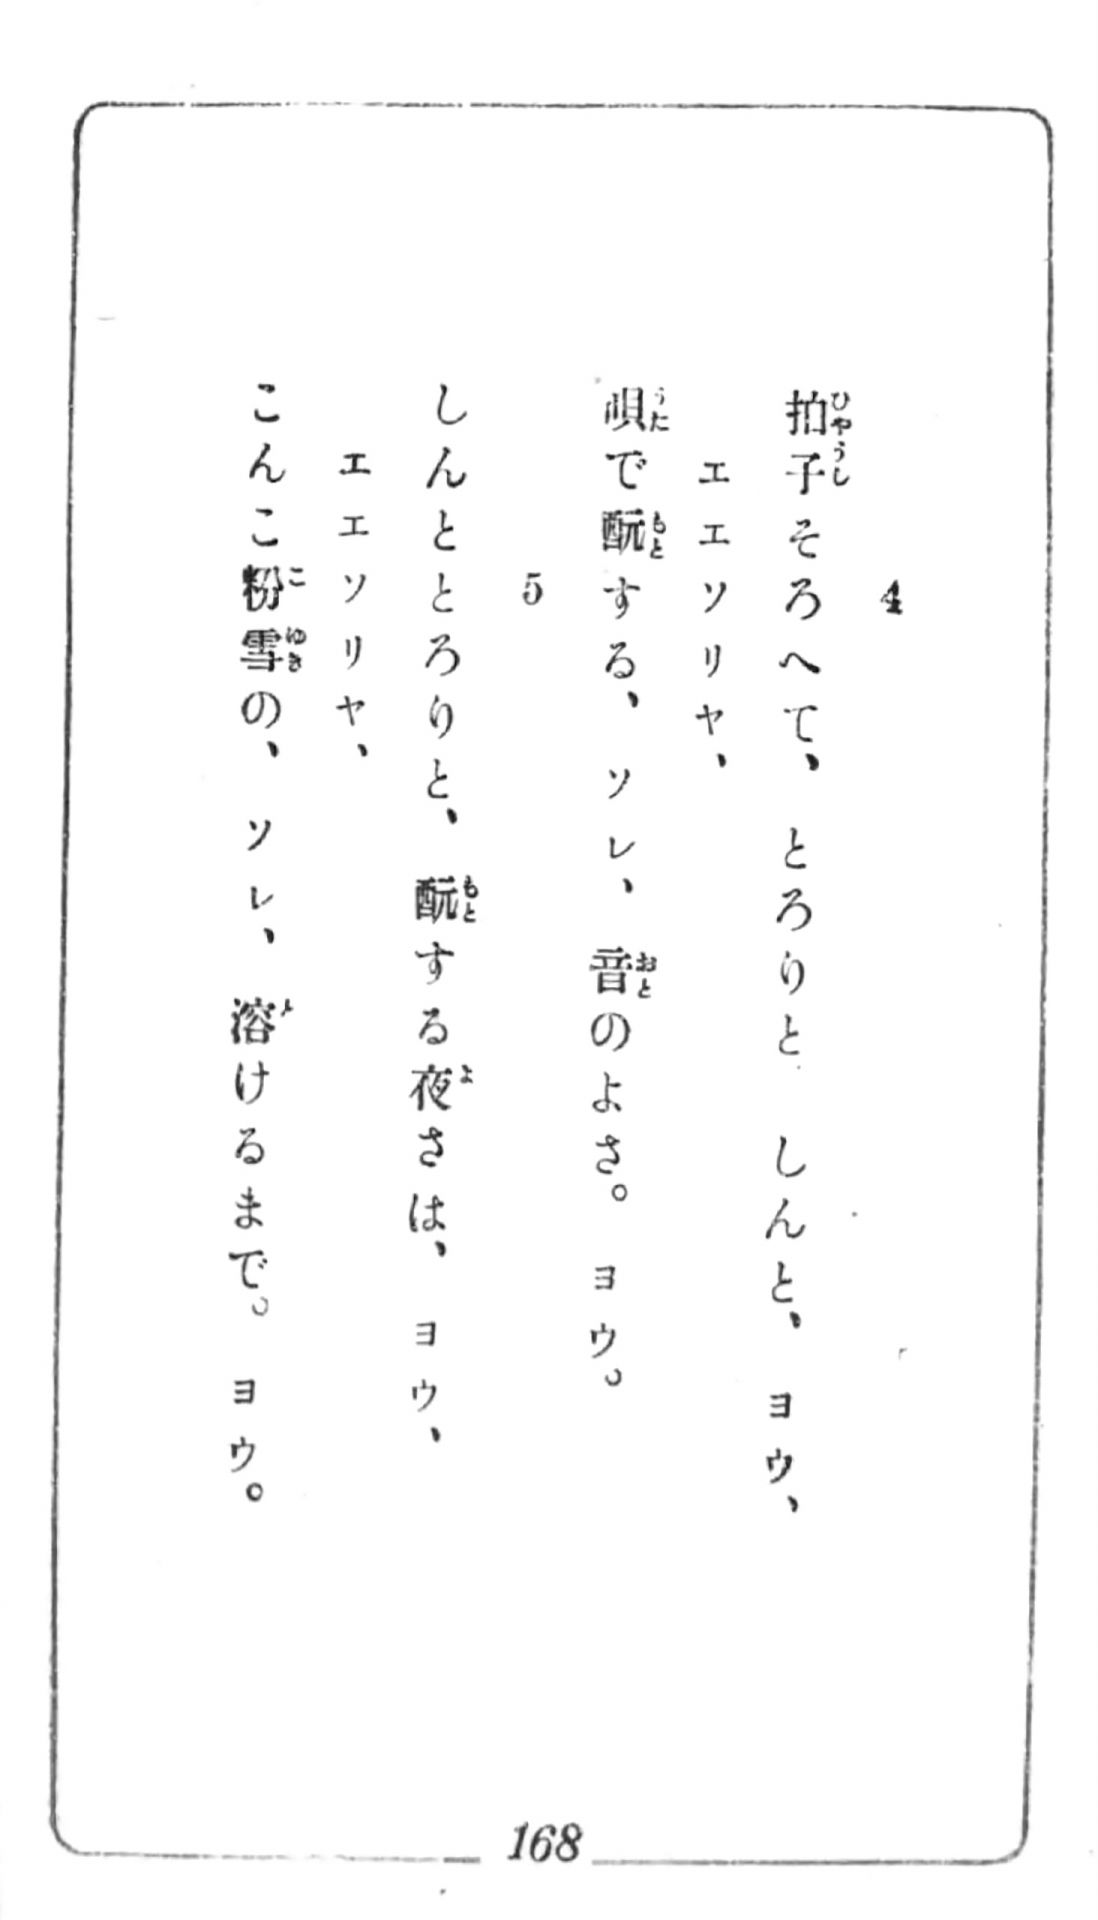 4
拍子そろへて、とろりと しんと、ヨウ、
エエソリヤ、
唄で酛する、ソレ、音のよさ。ヨウ。
5
しんととろりと、酛する夜さは、ヨウ、
エエソリヤ、
こんこ粉雪の、ソレ、溶けるまで。ヨウ。
168